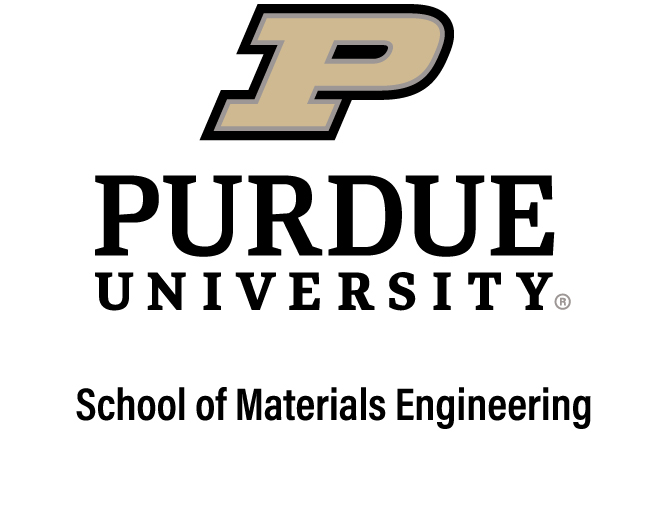 P
PURDUE
UNIVERSITY®
School of Materials Engineering